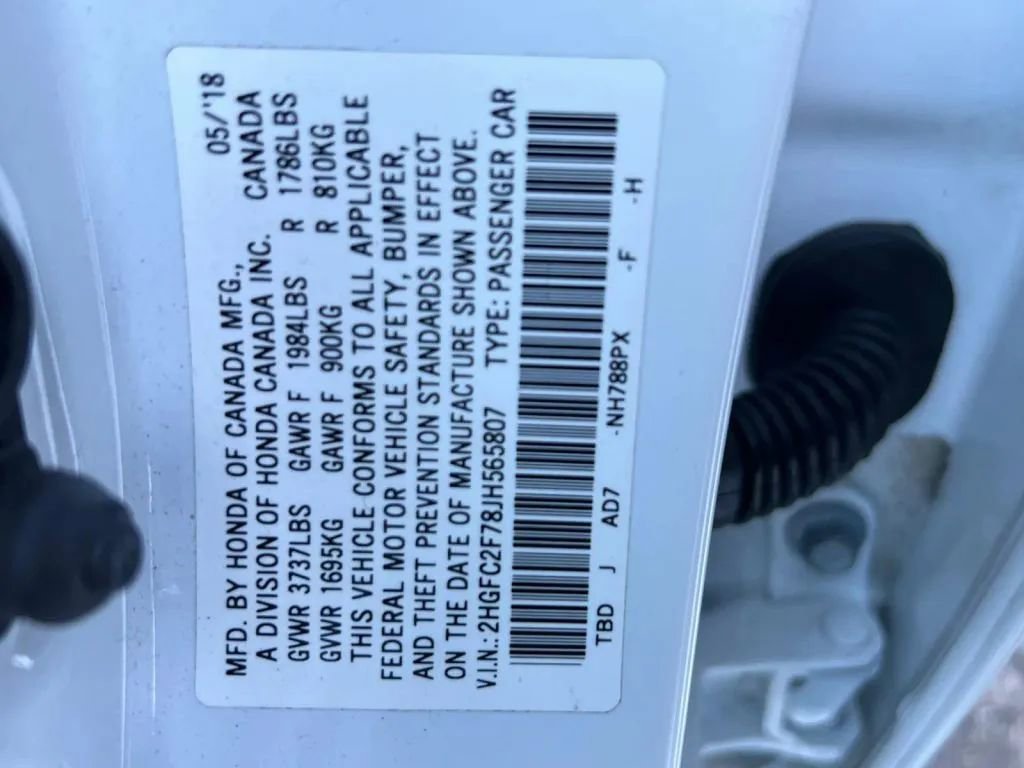 MFD. BY HONDA OF CANADA MFG., 05/'18
A DIVISION OF HONDA CANADA INC. CANADA
GVWR 3737LBS GAWR F 1984LBS R 1786LBS
GVWR 1695KG GAWR F 900KG R 810KG
THIS VEHICLE CONFORMS TO ALL APPLICABLE
FEDERAL MOTOR VEHICLE SAFETY, BUMPER,
AND THEFT PREVENTION STANDARDS IN EFFECT
ON THE DATE OF MANUFACTURE SHOWN ABOVE.
V.I.N.: 2HGFC2F78JH565807 TYPE: PASSENGER CAR
TBD J AD7 -NH788PX -F -H